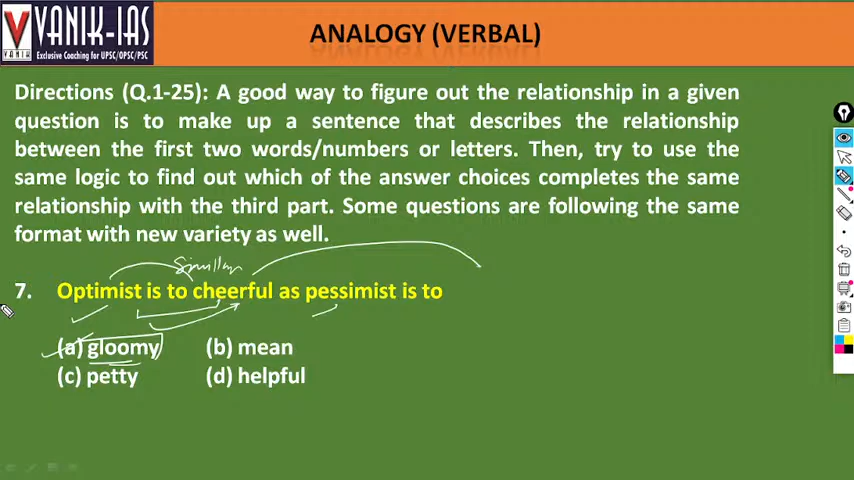 VANIK-IAS
VANIK
Exclusive Coaching for UPSC/OPSC/PSC
ANALOGY (VERBAL)
Directions (Q.1-25): A good way to figure out the relationship in a given
question is to make up a sentence that describes the relationship
between the first two words/numbers or letters. Then, try to use the
same logic to find out which of the answer choices completes the same
relationship with the third part. Some questions are following the same
format with new variety as well.
Similar
7. Optimist is to cheerful as pessimist is to
(a) gloomy (b) mean
(c) petty (d) helpful